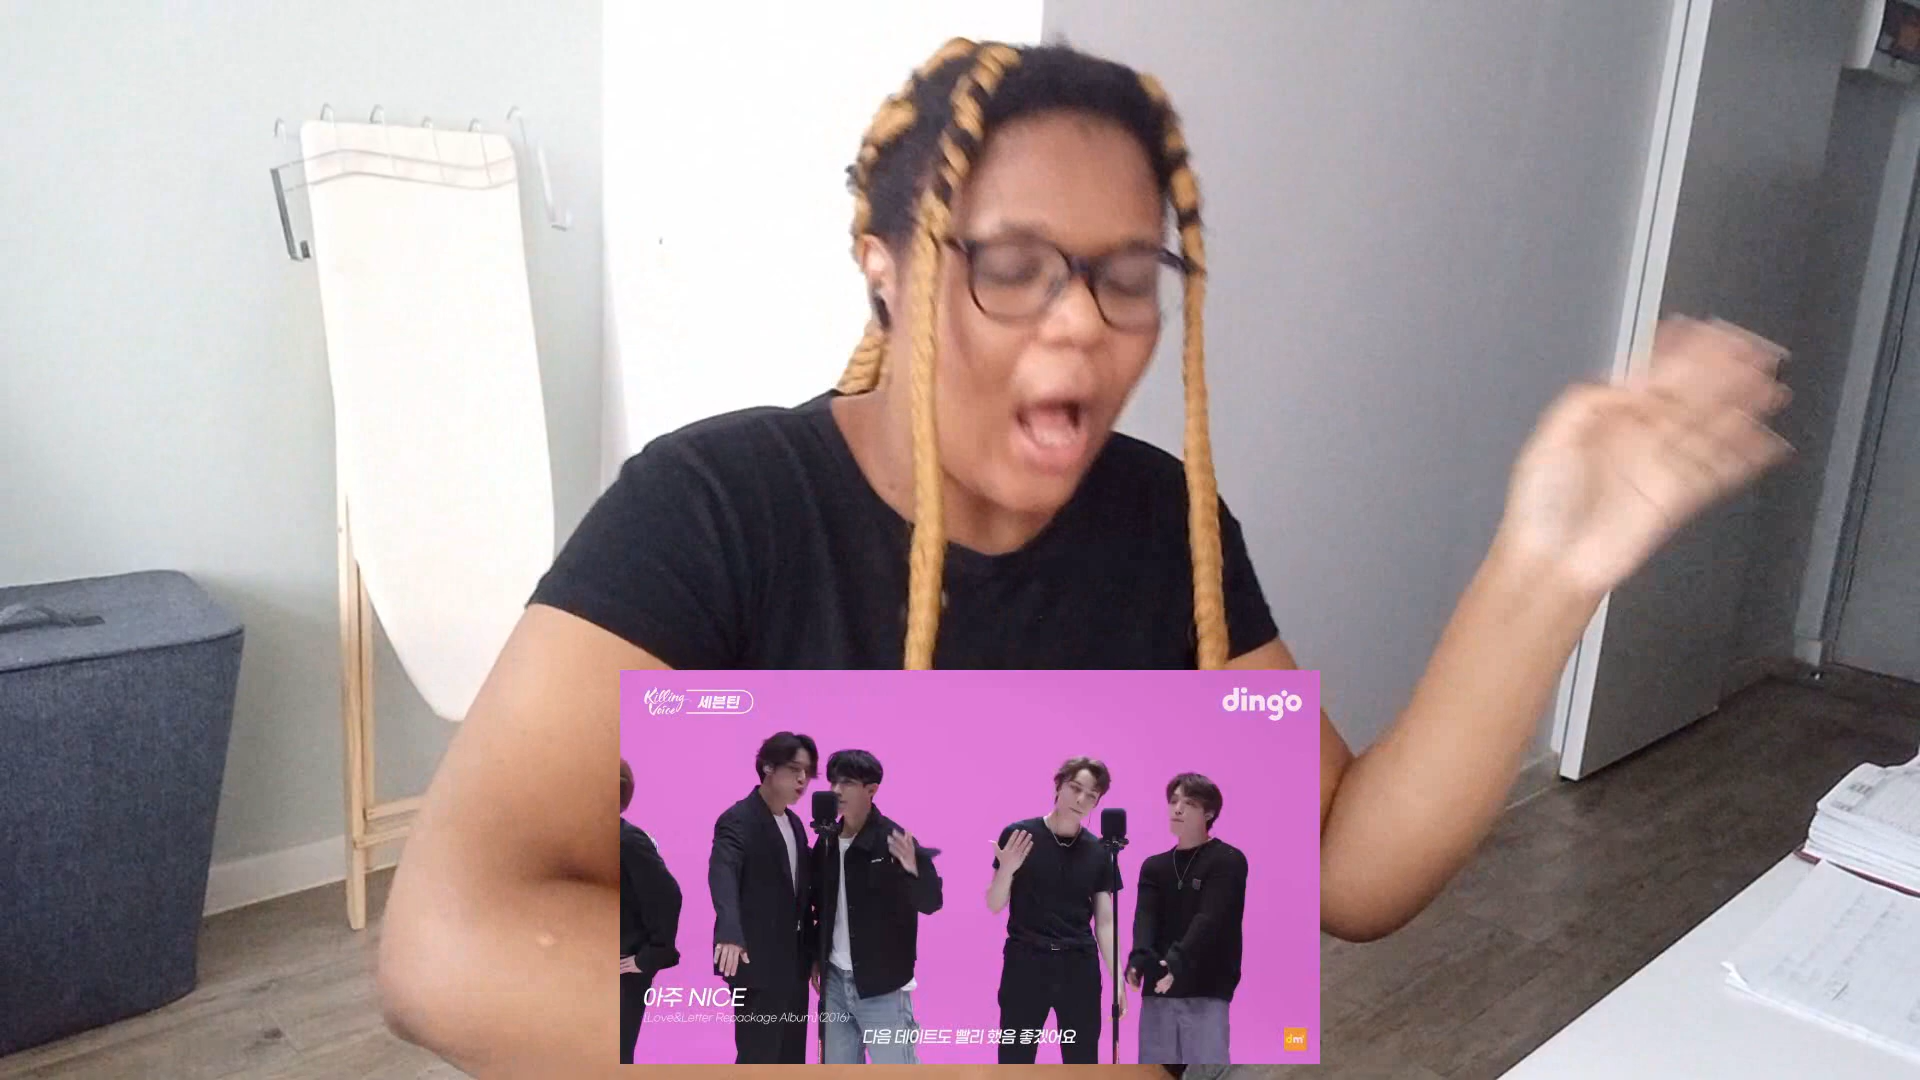 Killing Voice 세븐틴
dingo
아주 NICE
[Love&Letter Repackage Album] (2016)
다음 데이트도 빨리 했음 좋겠어요
dm